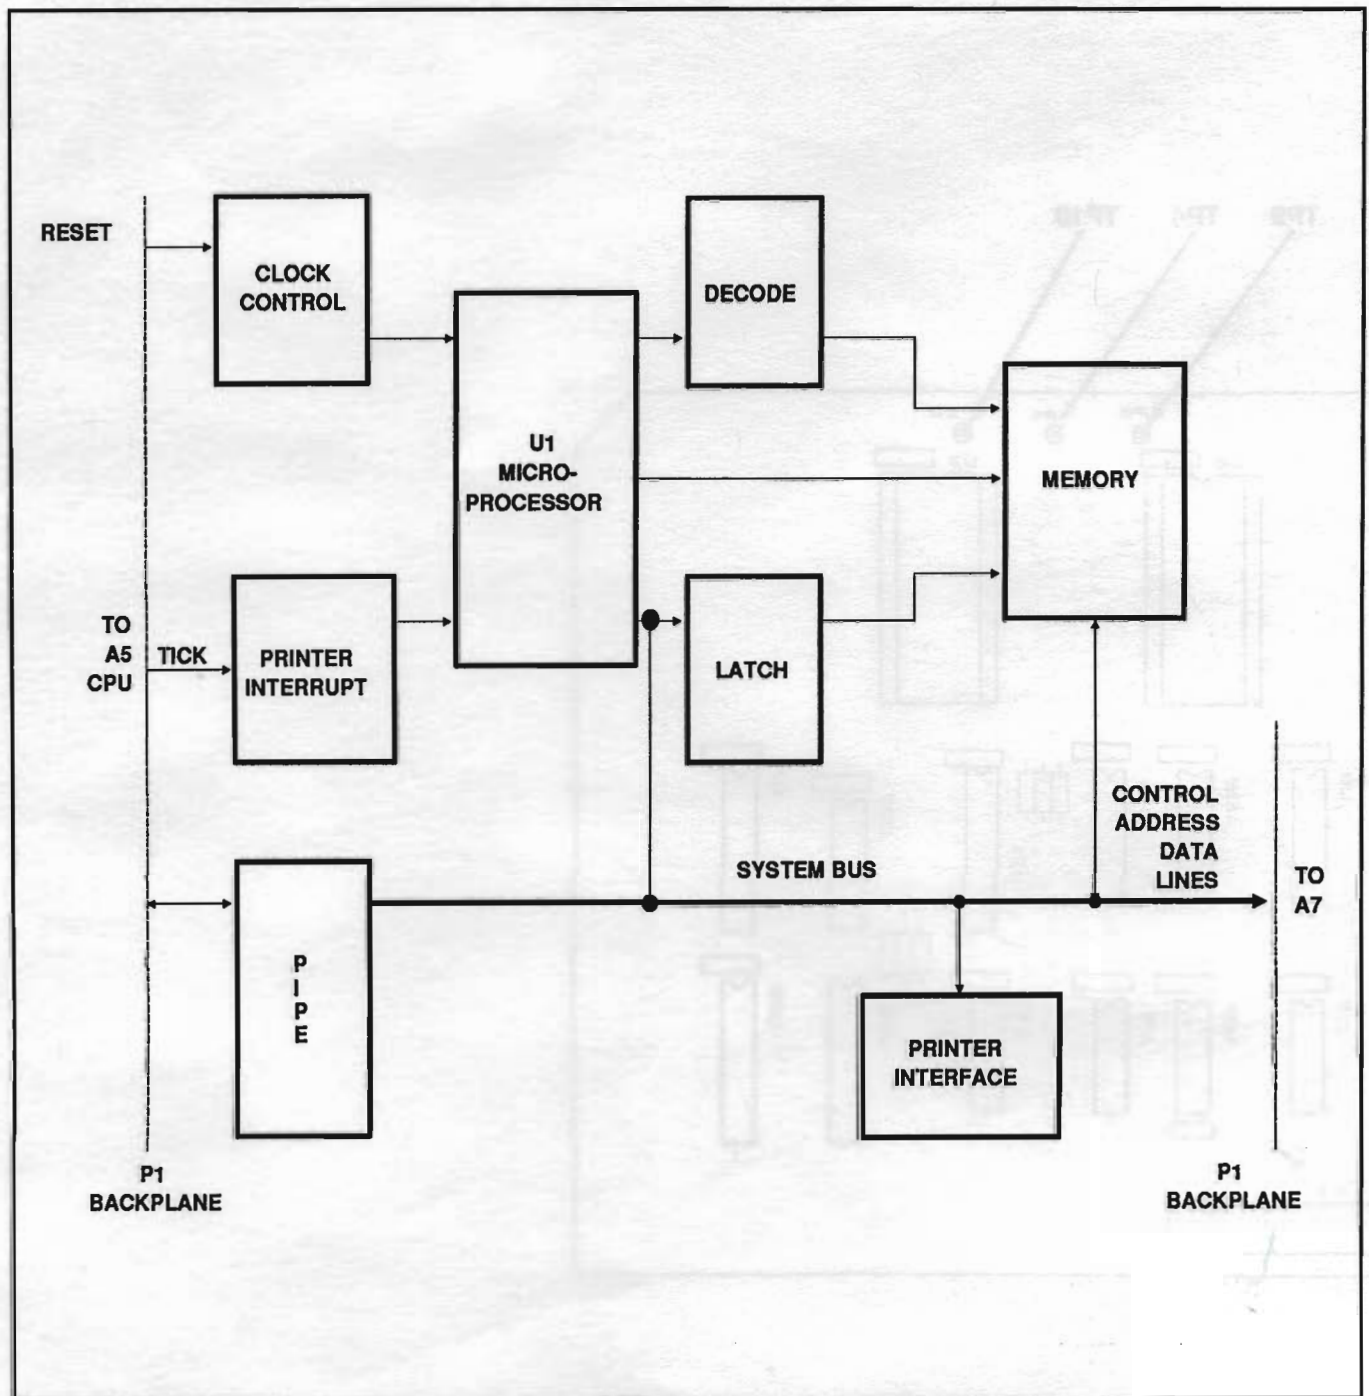 RESET
CLOCK
CONTROL
DECODE
U1
MICRO-
PROCESSOR
MEMORY
TO
A5
CPU
TICK
PRINTER
INTERRUPT
LATCH
CONTROL
ADDRESS
DATA
LINES
SYSTEM BUS
TO
A7
P
I
P
E
PRINTER
INTERFACE
P1
BACKPLANE
P1
BACKPLANE